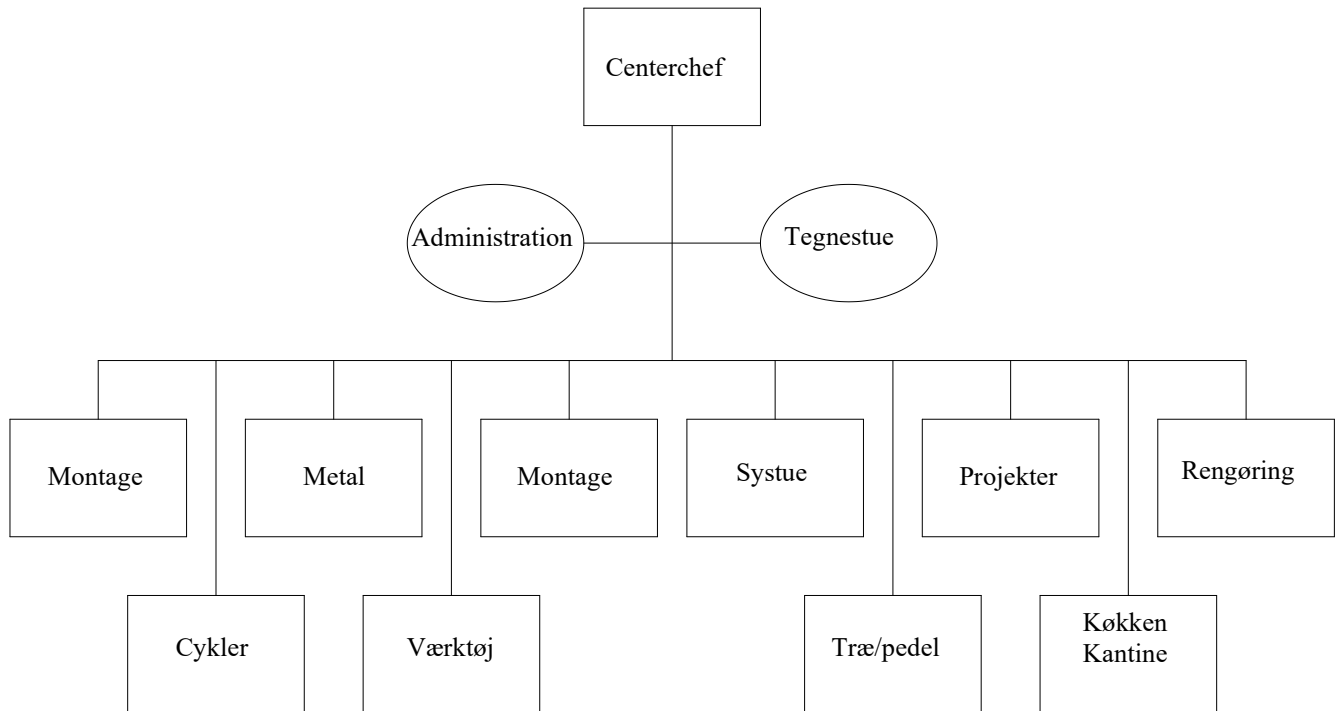 Centerchef
Administration
Tegnestue
Montage
Metal
Montage
Systue
Projekter
Rengøring
Cykler
Værktøj
Træ/pedel
Køkken
Kantine